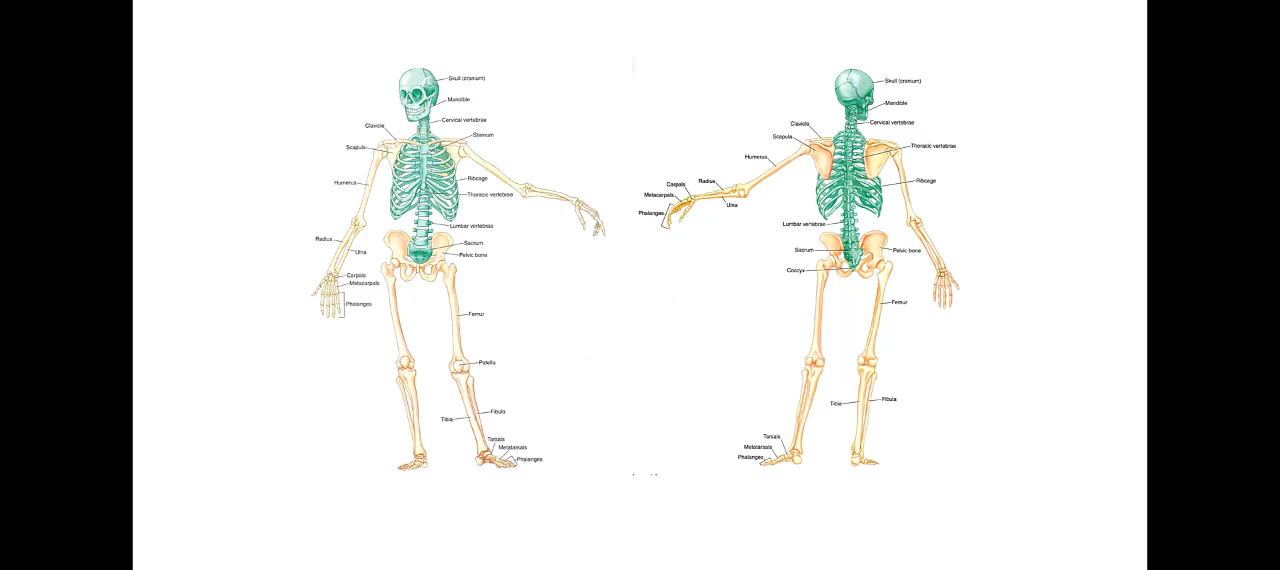 Skull (cranium)
Mandible
Cervical vertebrae
Clavicle
Sternum
Scapula
Ribcage
Humerus
Thoracic vertebrae
Lumbar vertebrae
Radius
Sacrum
Ulna
Pelvic bone
Carpals
Metacarpals
Phalanges
Femur
Patella
Fibula
Tibia
Tarsals
Metatarsals
Phalanges
Skull (cranium)
Mandible
Cervical vertebrae
Clavicle
Scapula
Thoracic vertebrae
Humerus
Radius
Ribcage
Carpals
Metacarpals
Ulna
Phalanges
Lumbar vertebrae
Sacrum
Pelvic bone
Coccyx
Femur
Fibula
Tibia
Tarsals
Metatarsals
Phalanges